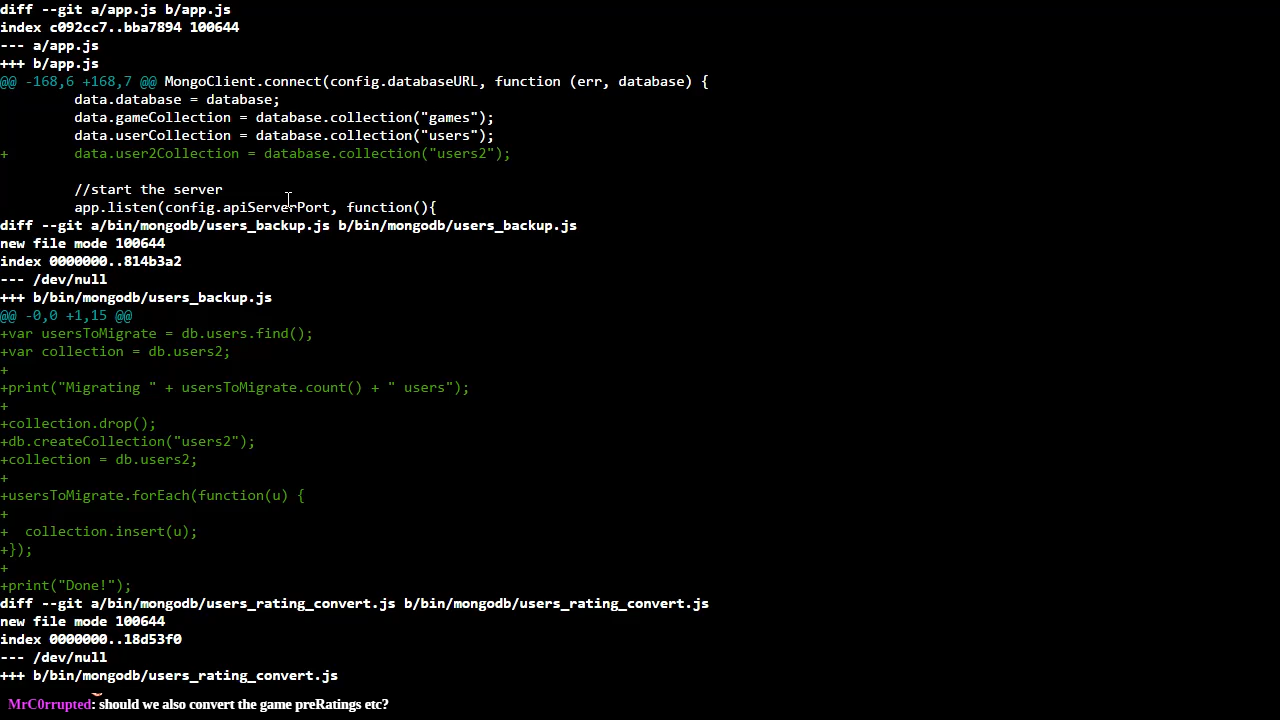 diff --git a/app.js b/app.js
index c092cc7..bba7894 100644
--- a/app.js
+++ b/app.js
@@ -168,6 +168,7 @@ MongoClient.connect(config.databaseURL, function (err, database) {
         data.database = database;
         data.gameCollection = database.collection("games");
         data.userCollection = database.collection("users");
+        data.user2Collection = database.collection("users2");
         //start the server
         app.listen(config.apiServerPort, function(){
diff --git a/bin/mongodb/users_backup.js b/bin/mongodb/users_backup.js
new file mode 100644
index 0000000..814b3a2
--- /dev/null
+++ b/bin/mongodb/users_backup.js
@@ -0,0 +1,15 @@
+var usersToMigrate = db.users.find();
+var collection = db.users2;
+
+print("Migrating " + usersToMigrate.count() + " users");
+
+collection.drop();
+db.createCollection("users2");
+collection = db.users2;
+
+usersToMigrate.forEach(function(u) {
+
+  collection.insert(u);
+});
+
+print("Done!");
diff --git a/bin/mongodb/users_rating_convert.js b/bin/mongodb/users_rating_convert.js
new file mode 100644
index 0000000..18d53f0
--- /dev/null
+++ b/bin/mongodb/users_rating_convert.js
MrC0rrupted: should we also convert the game preRatings etc?